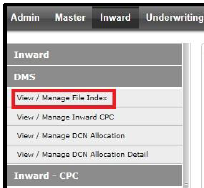 Admin Master Inward Underwriting
Inward
DMS
View / Manage File Index
View / Manage Inward CPC
View / Manage DCN Allocation
View / Manage DCN Allocation Detail
Inward - CPC